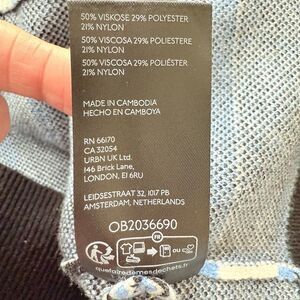 50% VISKOSE 29% POLYESTER
21% NYLON
50% VISCOSA 29% POLIESTERE
21% NYLON
50% VISCOSA 29% POLIÉSTER
21% NYLON
MADE IN CAMBODIA
HECHO EN CAMBOYA
RN 66170
CA 32054
URBN UK Ltd.
146 Brick Lane,
LONDON, E1 6RU
LEIDSESTRAAT 32, 1017 PB
AMSTERDAM, NETHERLANDS
OB2036690
FR
OU
quefairedemesdechets.fr